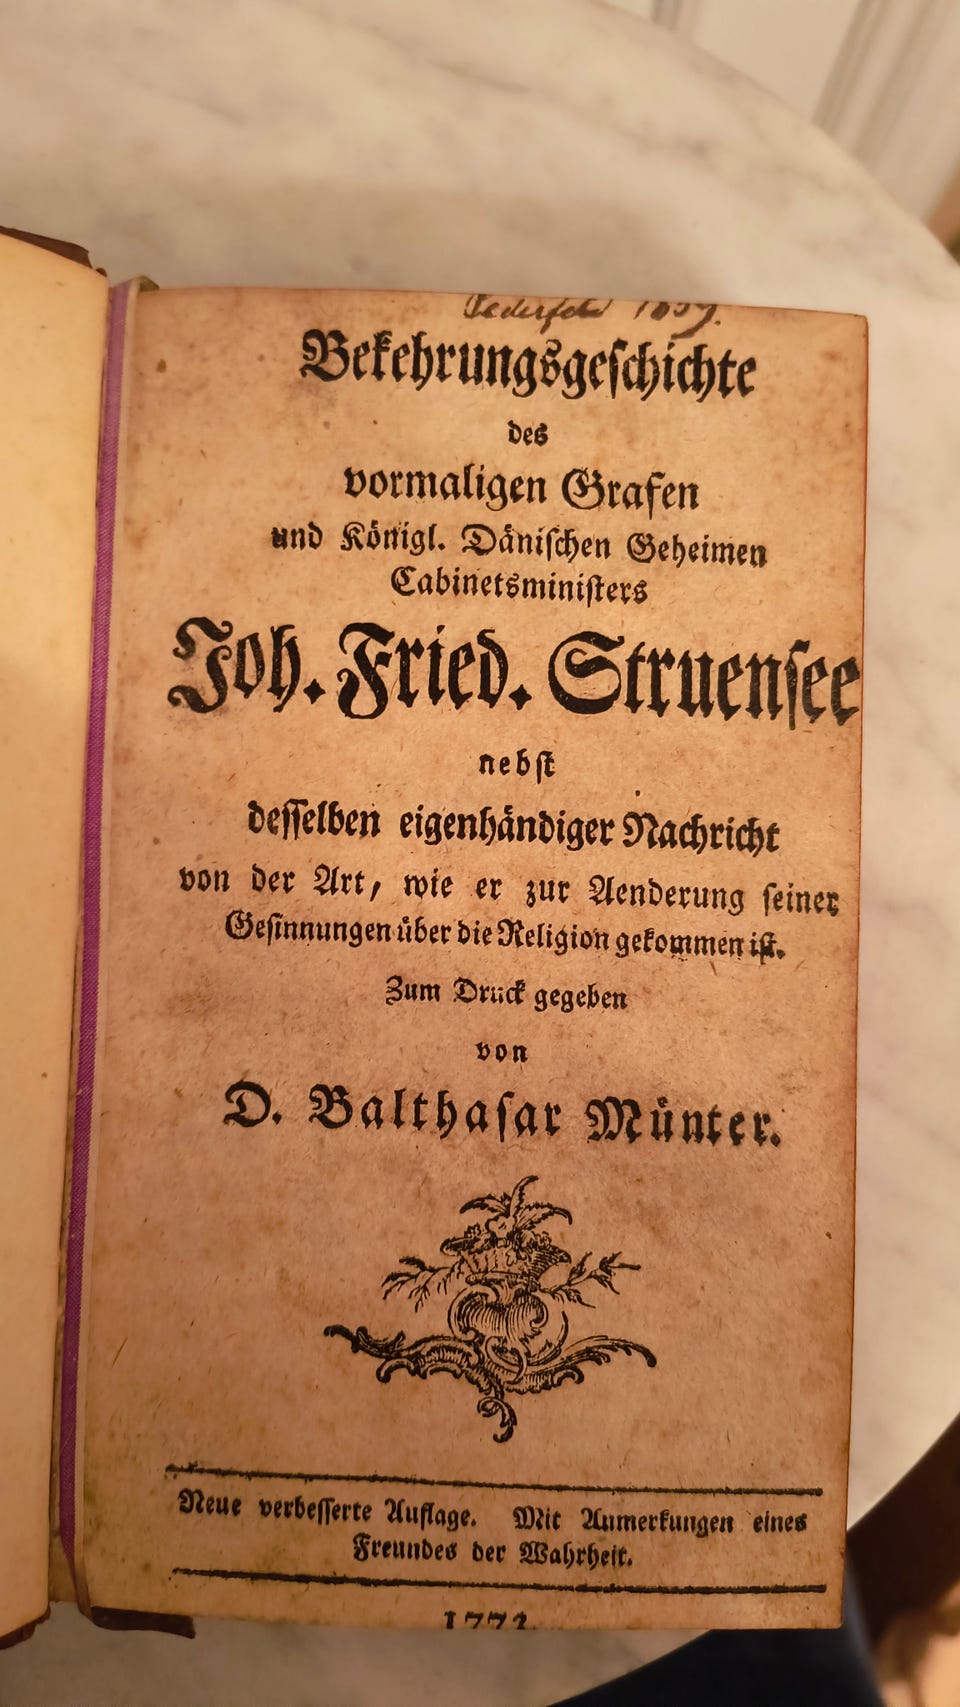 Bekehrungsgeschichte
des
vormaligen Grafen
und Königl. Dänischen Geheimen
Cabinetsministers
Joh. Fried. Struensee
nebst
desselben eigenhändiger Nachricht
von der Art, wie er zur Aenderung seiner
Gesinnungen über die Religion gekommen ist.
Zum Druck gegeben
von
D. Balthasar Münter.
Neue verbesserte Auflage. Mit Anmerkungen eines
Freundes der Wahrheit.